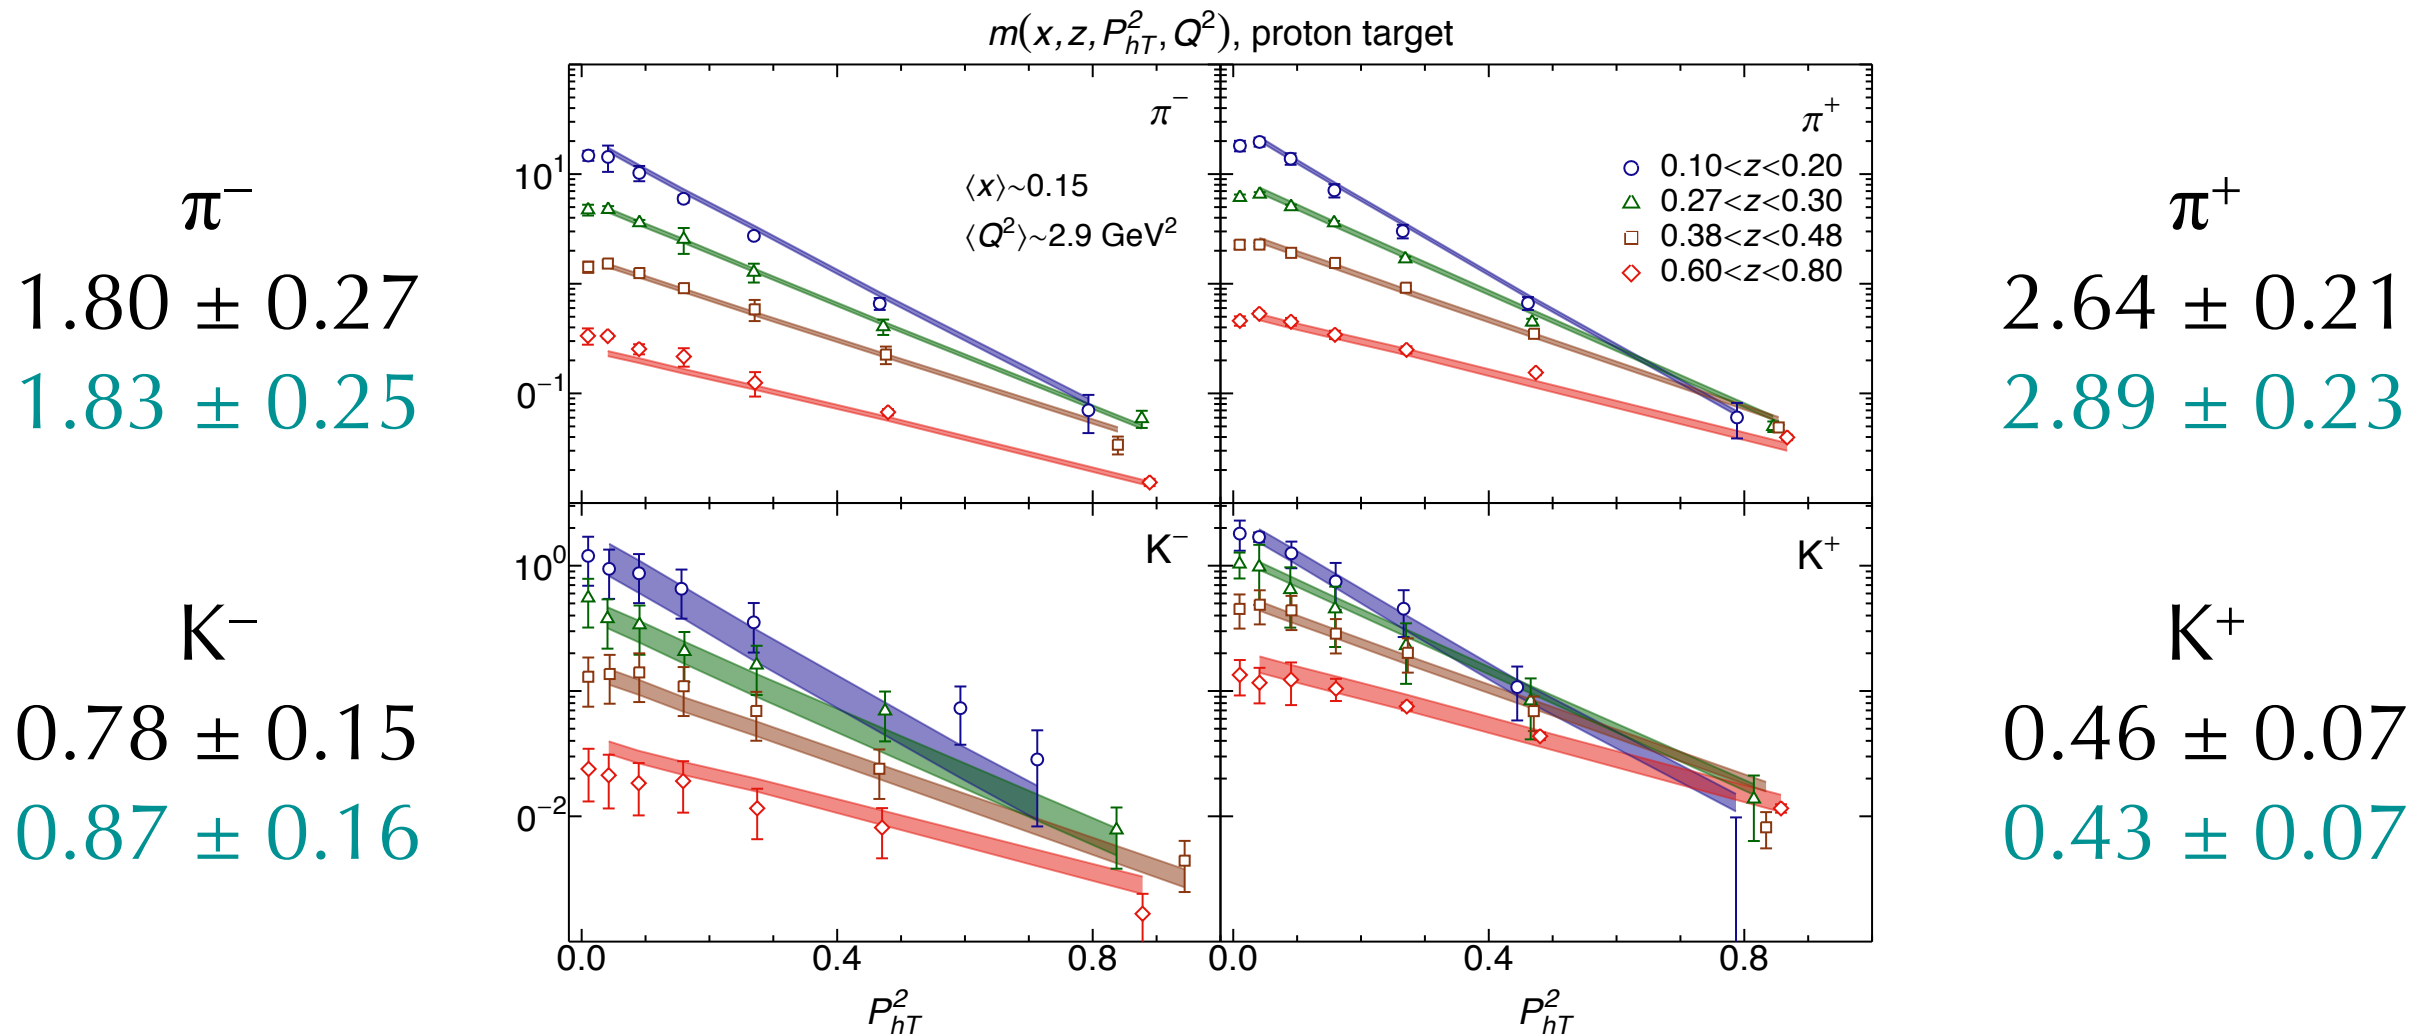 m(x, z, P²hT, Q²), proton target
π⁻
1.80 ± 0.27
1.83 ± 0.25
K⁻
0.78 ± 0.15
0.87 ± 0.16
π⁻
⟨x⟩~0.15
⟨Q²⟩~2.9 GeV²
10¹
10⁻¹
π⁺
0.10<z<0.20
0.27<z<0.30
0.38<z<0.48
0.60<z<0.80
K⁻
10⁰
10⁻²
K⁺
0.0 0.4 0.8 0.0 0.4 0.8
P²hT P²hT
π⁺
2.64 ± 0.21
2.89 ± 0.23
K⁺
0.46 ± 0.07
0.43 ± 0.07